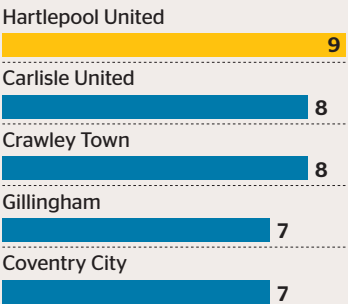 Hartlepool United
9
Carlisle United
8
Crawley Town
8
Gillingham
7
Coventry City
7